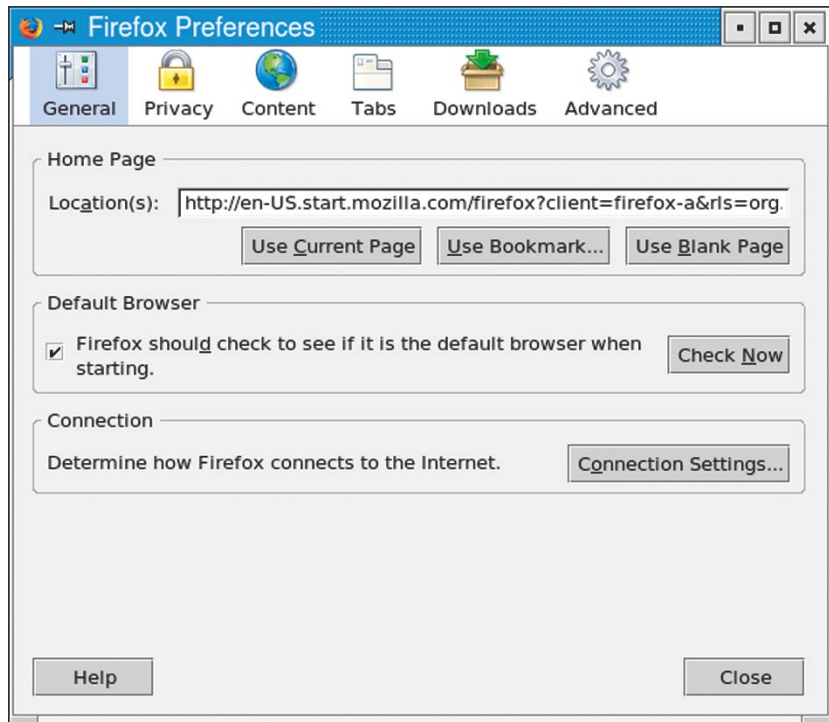 Firefox Preferences
General Privacy Content Tabs Downloads Advanced
Home Page
Location(s): http://en-US.start.mozilla.com/firefox?client=firefox-a&rls=org.
Use Current Page Use Bookmark... Use Blank Page
Default Browser
Firefox should check to see if it is the default browser when
starting.
Check Now
Connection
Determine how Firefox connects to the Internet. Connection Settings...
Help Close